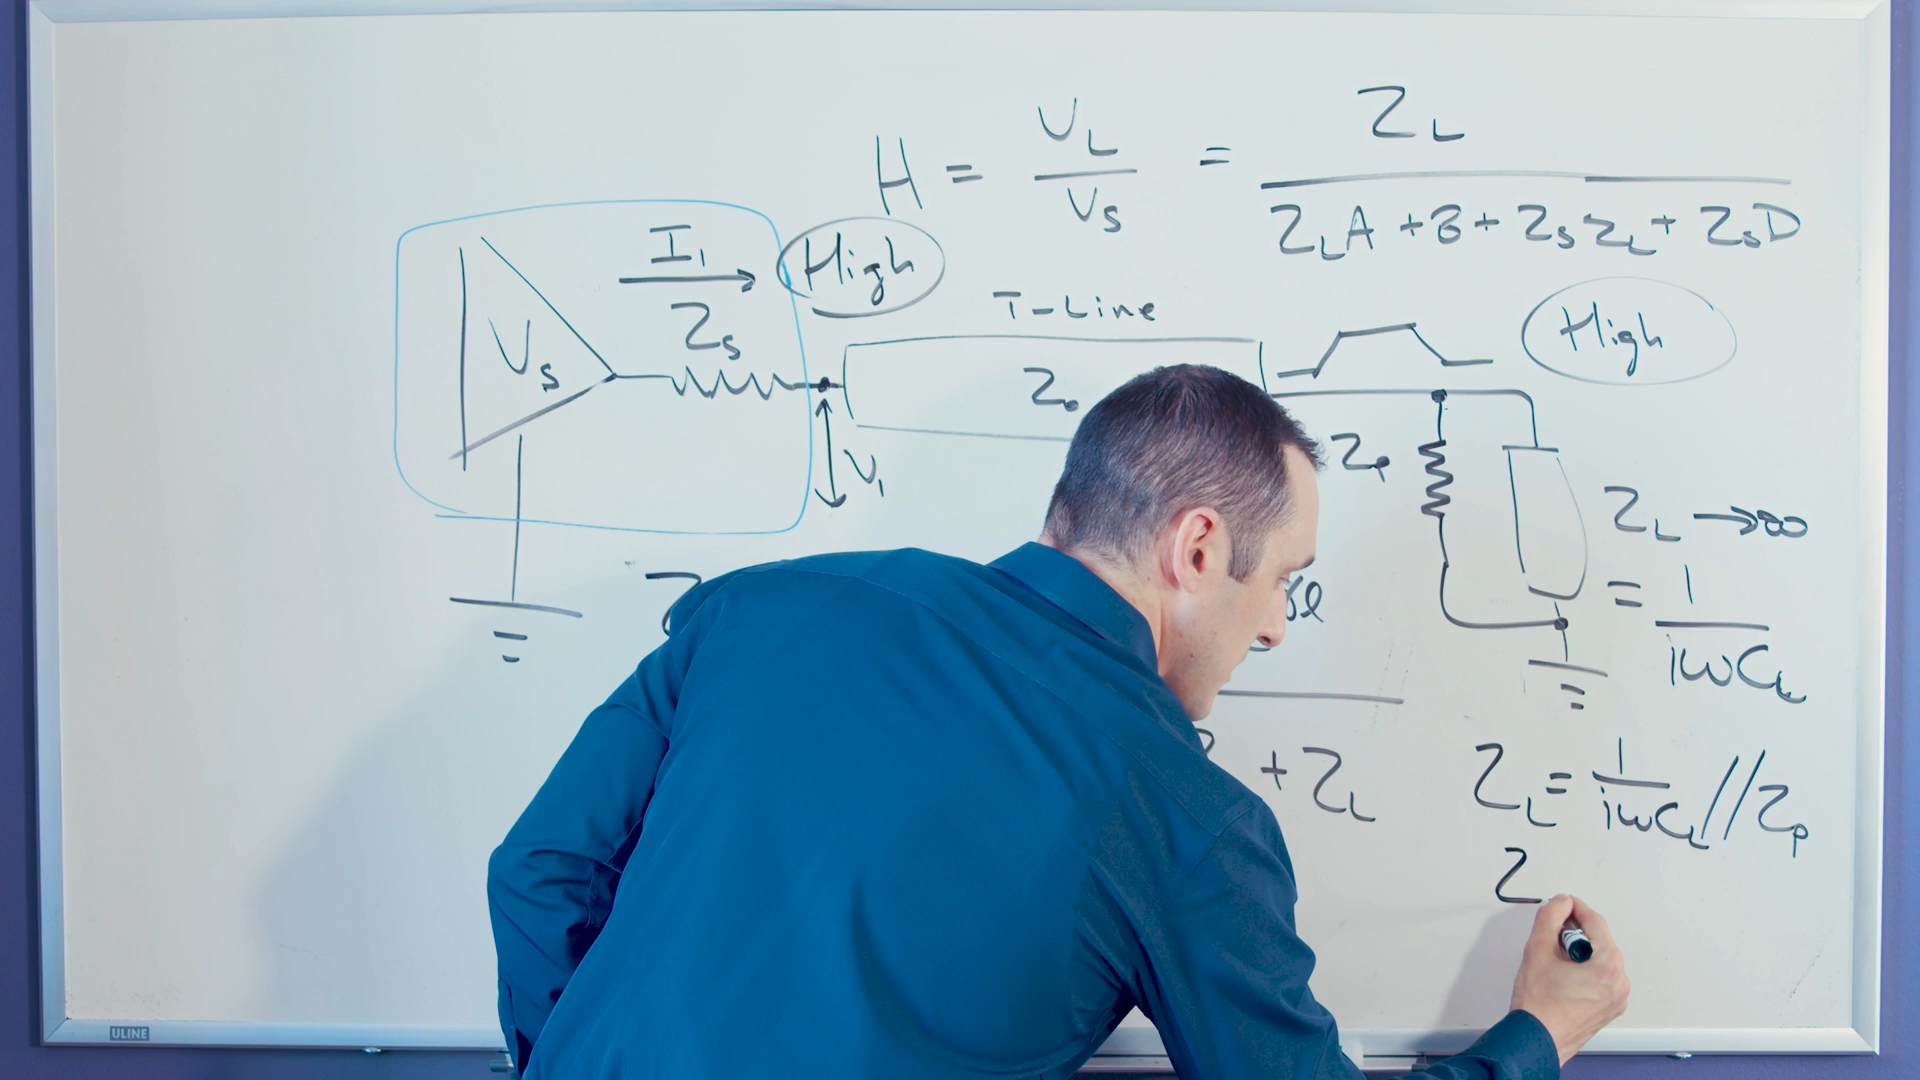 H = V_L / V_S = Z_L / Z_L A + B + Z_S Z_L + Z_S D
I_1
High
Z_S
V_S
T-Line
Z_0
High
V_1
Z_P
Z_L → ∞
= 1 / iωC_L
+ Z_L
Z_L = 1 / iωC_L // Z_P
Z
ULINE